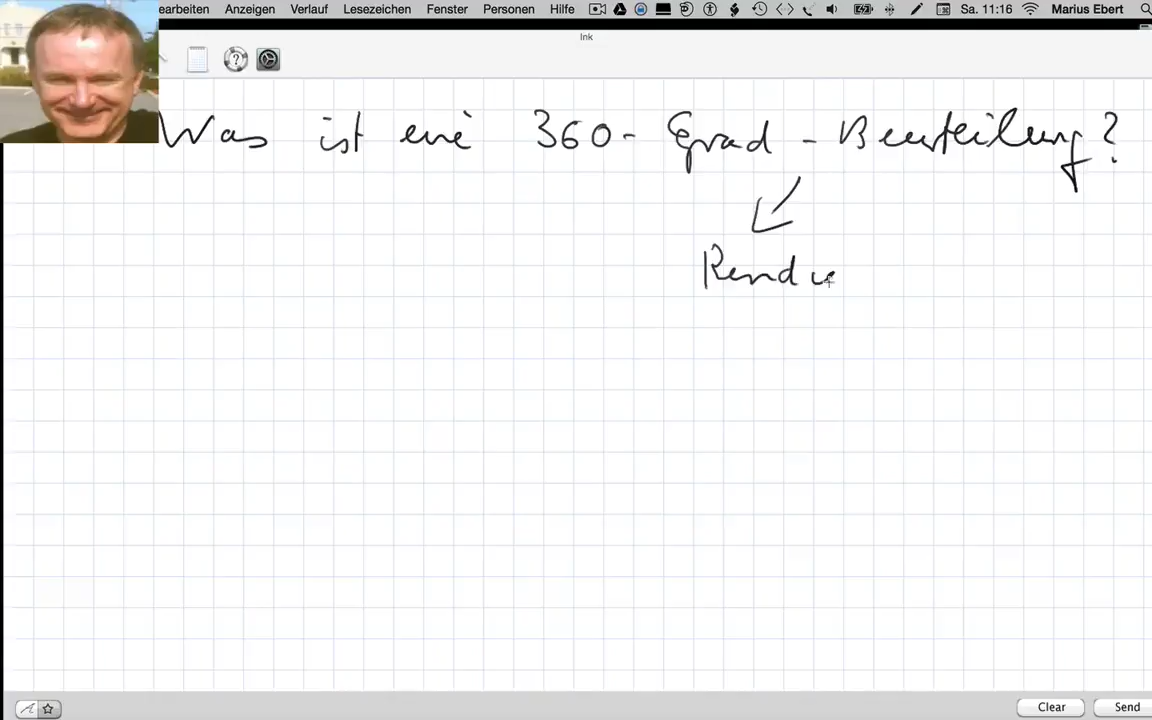 earbeiten Anzeigen Verlauf Lesezeichen Fenster Personen Hilfe Sa. 11:16 Marius Ebert
Ink
Was ist eine 360-Grad-Beurteilung?
Rendu
Clear Send